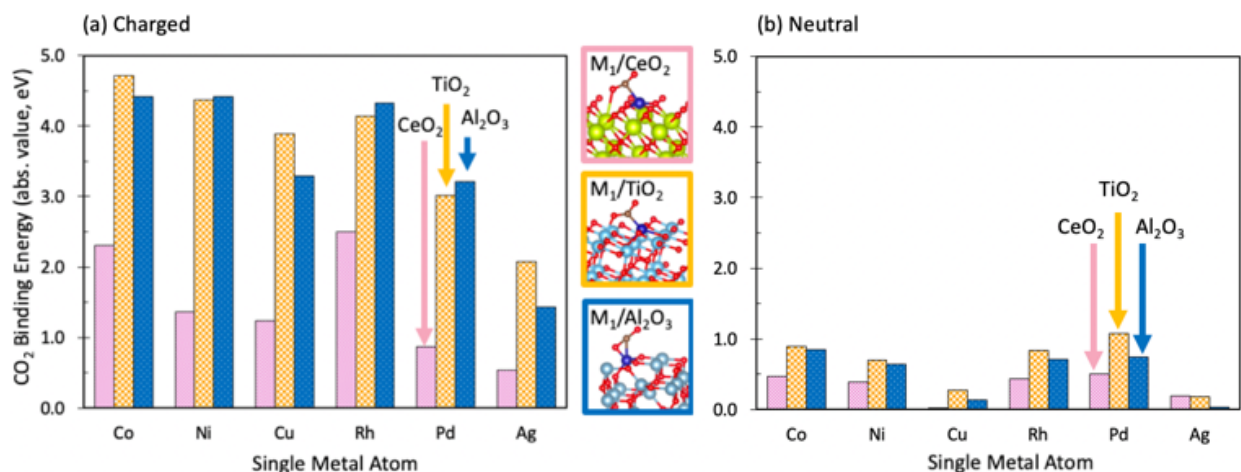 (a) Charged
CO₂ Binding Energy (abs. value, eV)
5.0
4.0
3.0
2.0
1.0
0.0
TiO₂
CeO₂
Al₂O₃
Co Ni Cu Rh Pd Ag
Single Metal Atom
M₁/CeO₂
M₁/TiO₂
M₁/Al₂O₃
(b) Neutral
5.0
4.0
3.0
2.0
1.0
0.0
TiO₂
CeO₂ Al₂O₃
Co Ni Cu Rh Pd Ag
Single Metal Atom